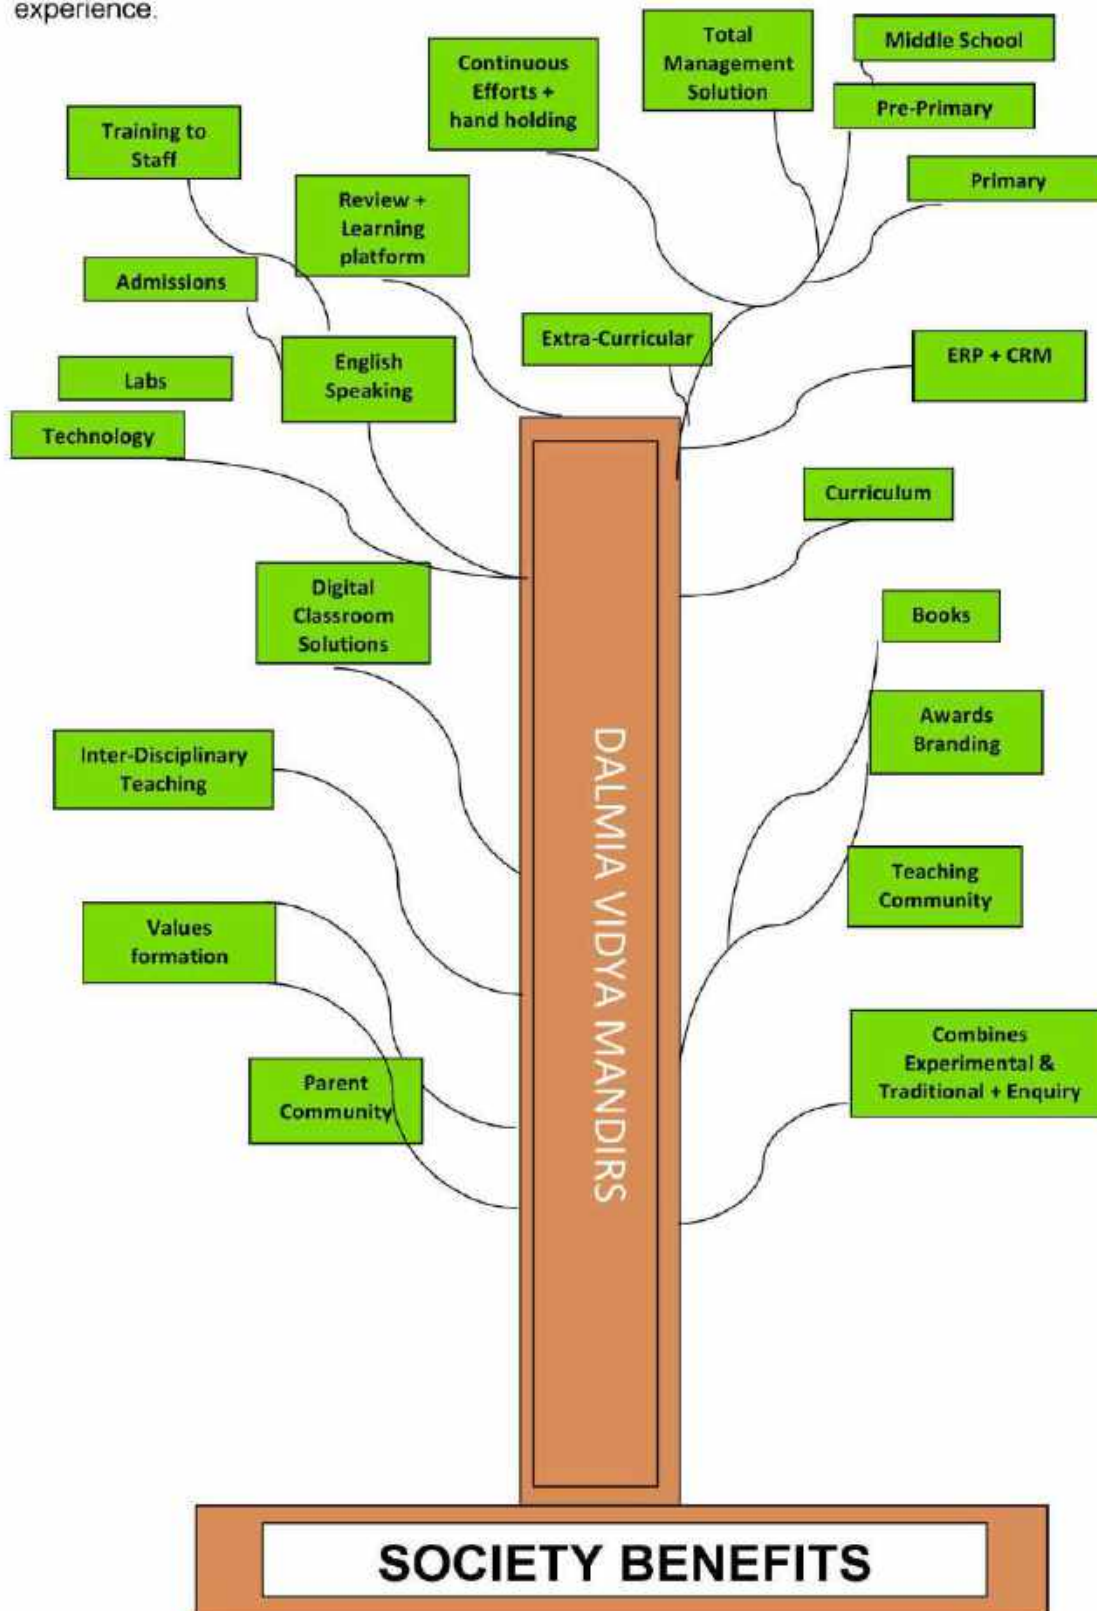 experience.
Total
Management
Solution
Middle School
Continuous
Efforts +
hand holding
Pre-Primary
Training to
Staff
Primary
Review +
Learning
platform
Admissions
Extra-Curricular
ERP + CRM
English
Speaking
Labs
Technology
Curriculum
Digital
Classroom
Solutions
Books
Awards
Branding
Inter-Disciplinary
Teaching
DALMIA VIDYA MANDIRS
Teaching
Community
Values
formation
Combines
Experimental &
Traditional + Enquiry
Parent
Community
SOCIETY BENEFITS